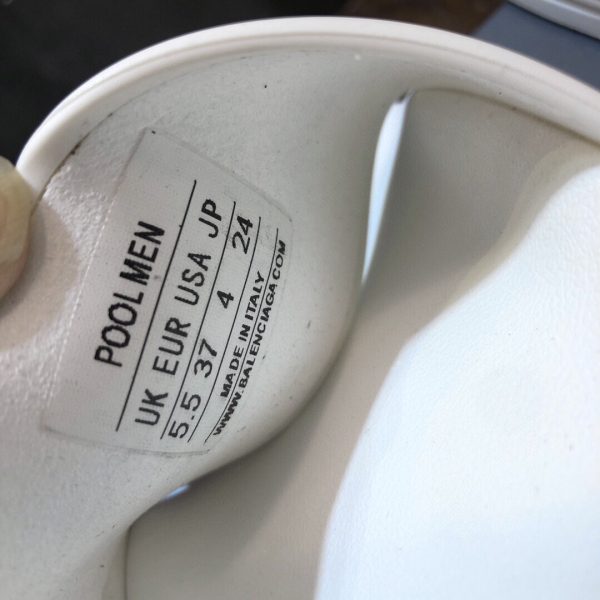 POOL MEN
UK EUR USA JP
5.5 37 4 24
MADE IN ITALY
WWW.BALENCIAGA.COM